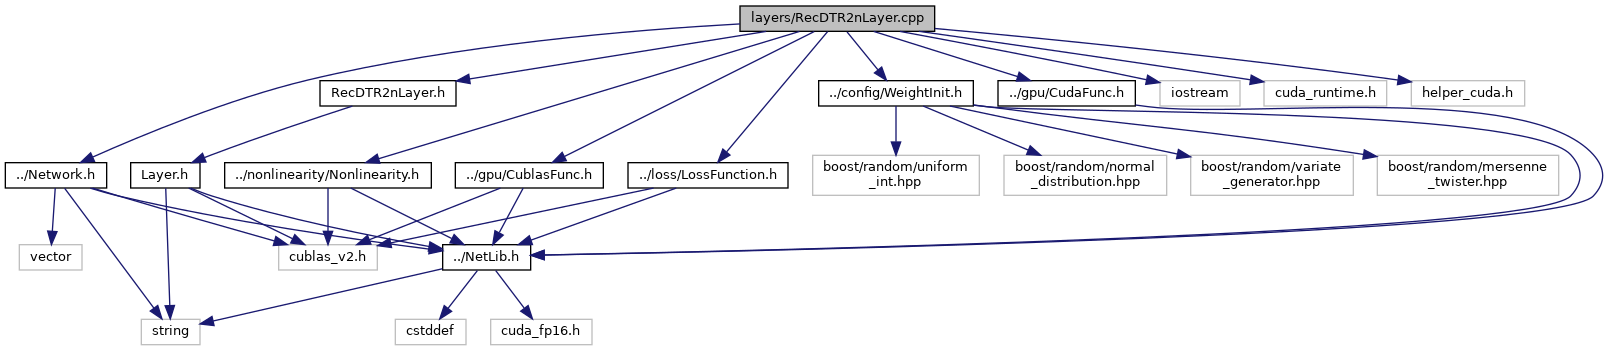 layers/RecDTR2nLayer.cpp
RecDTR2nLayer.h
../config/WeightInit.h
../gpu/CudaFunc.h
iostream
cuda_runtime.h
helper_cuda.h
../Network.h
Layer.h
../nonlinearity/Nonlinearity.h
../gpu/CublasFunc.h
../loss/LossFunction.h
boost/random/uniform
_int.hpp
boost/random/normal
_distribution.hpp
boost/random/variate
_generator.hpp
boost/random/mersenne
_twister.hpp
vector
cublas_v2.h
../NetLib.h
string
cstddef
cuda_fp16.h